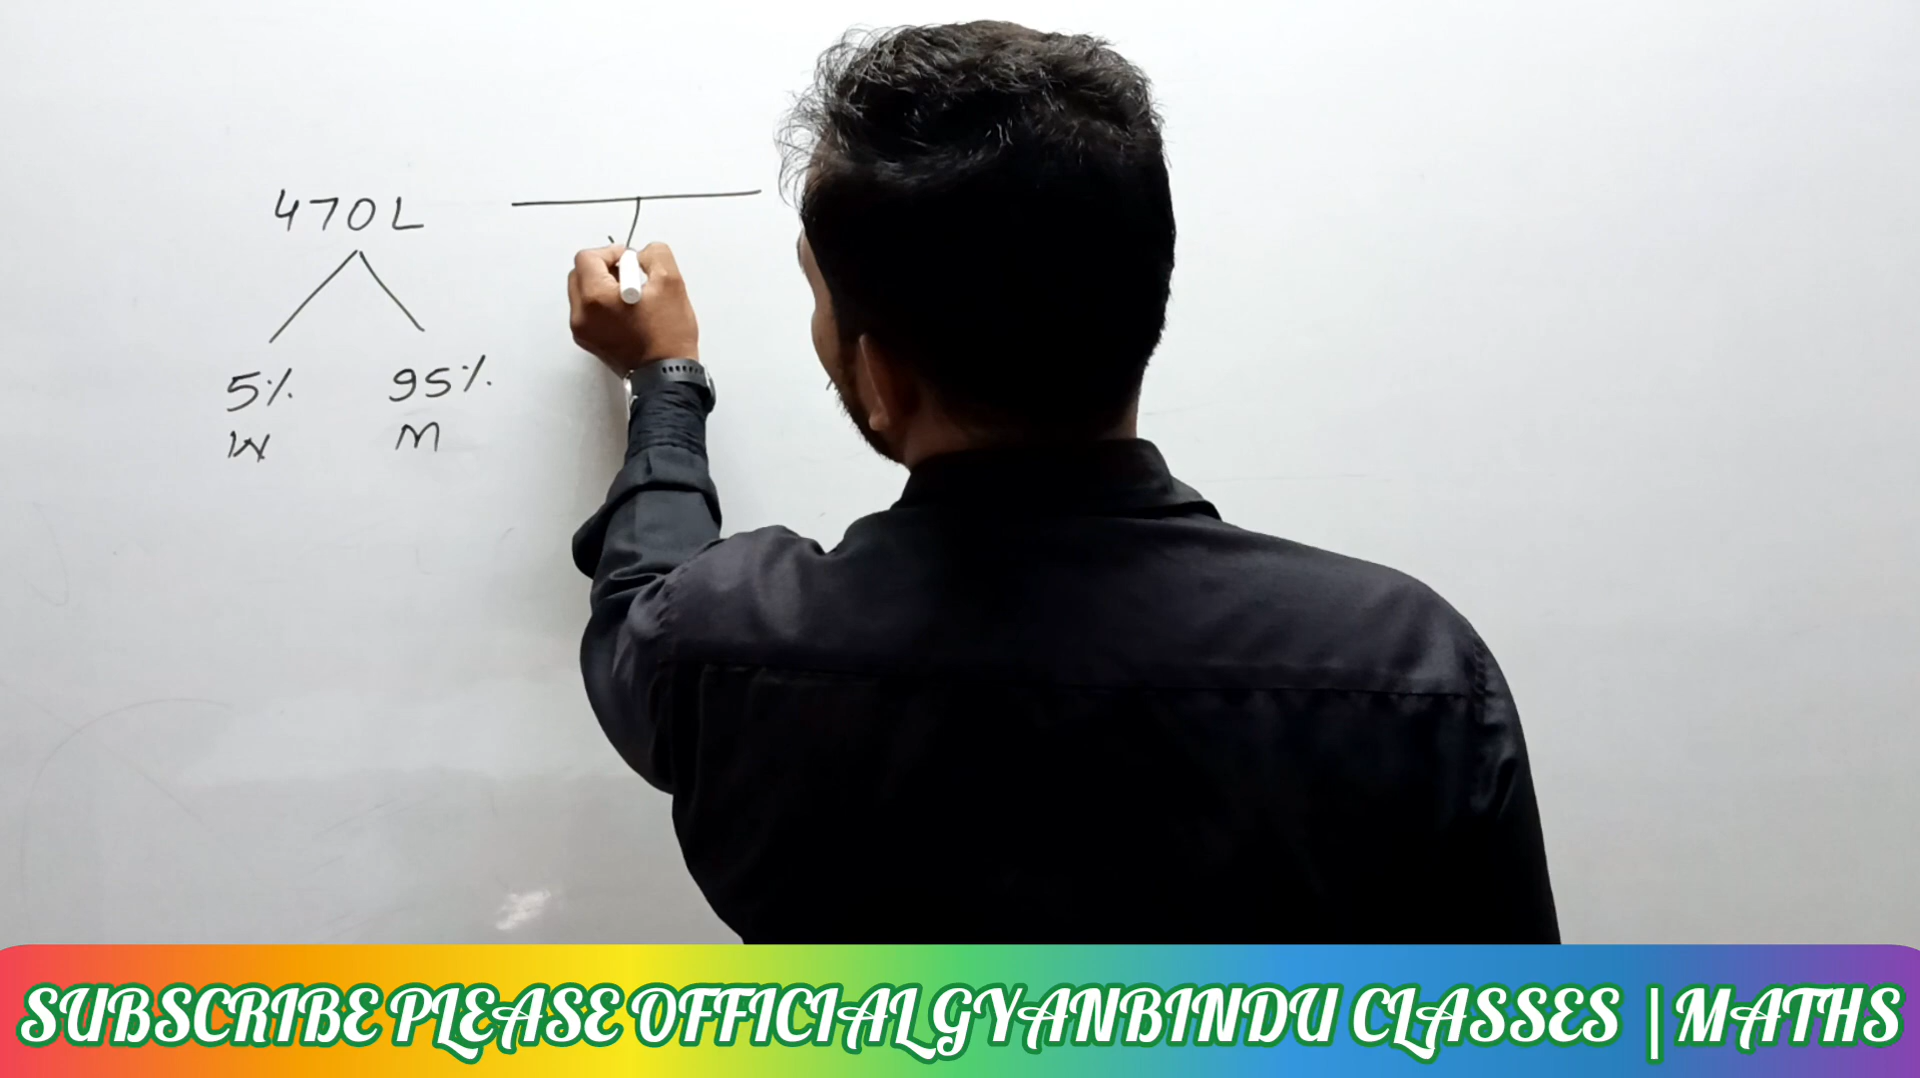 470L
5% 95%
W M
SUBSCRIBE PLEASE OFFICIAL GYANBINDU CLASSES | MATHS